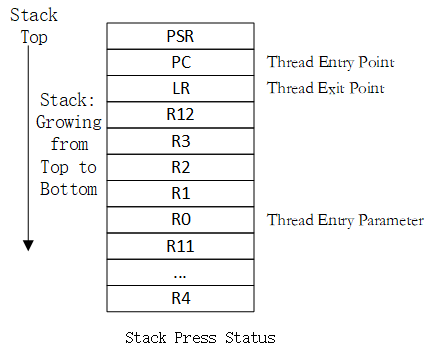 Stack
Top
PSR
PC Thread Entry Point
LR Thread Exit Point
Stack:
Growing
from
Top to
Bottom
R12
R3
R2
R1
R0 Thread Entry Parameter
R11
...
R4
Stack Press Status